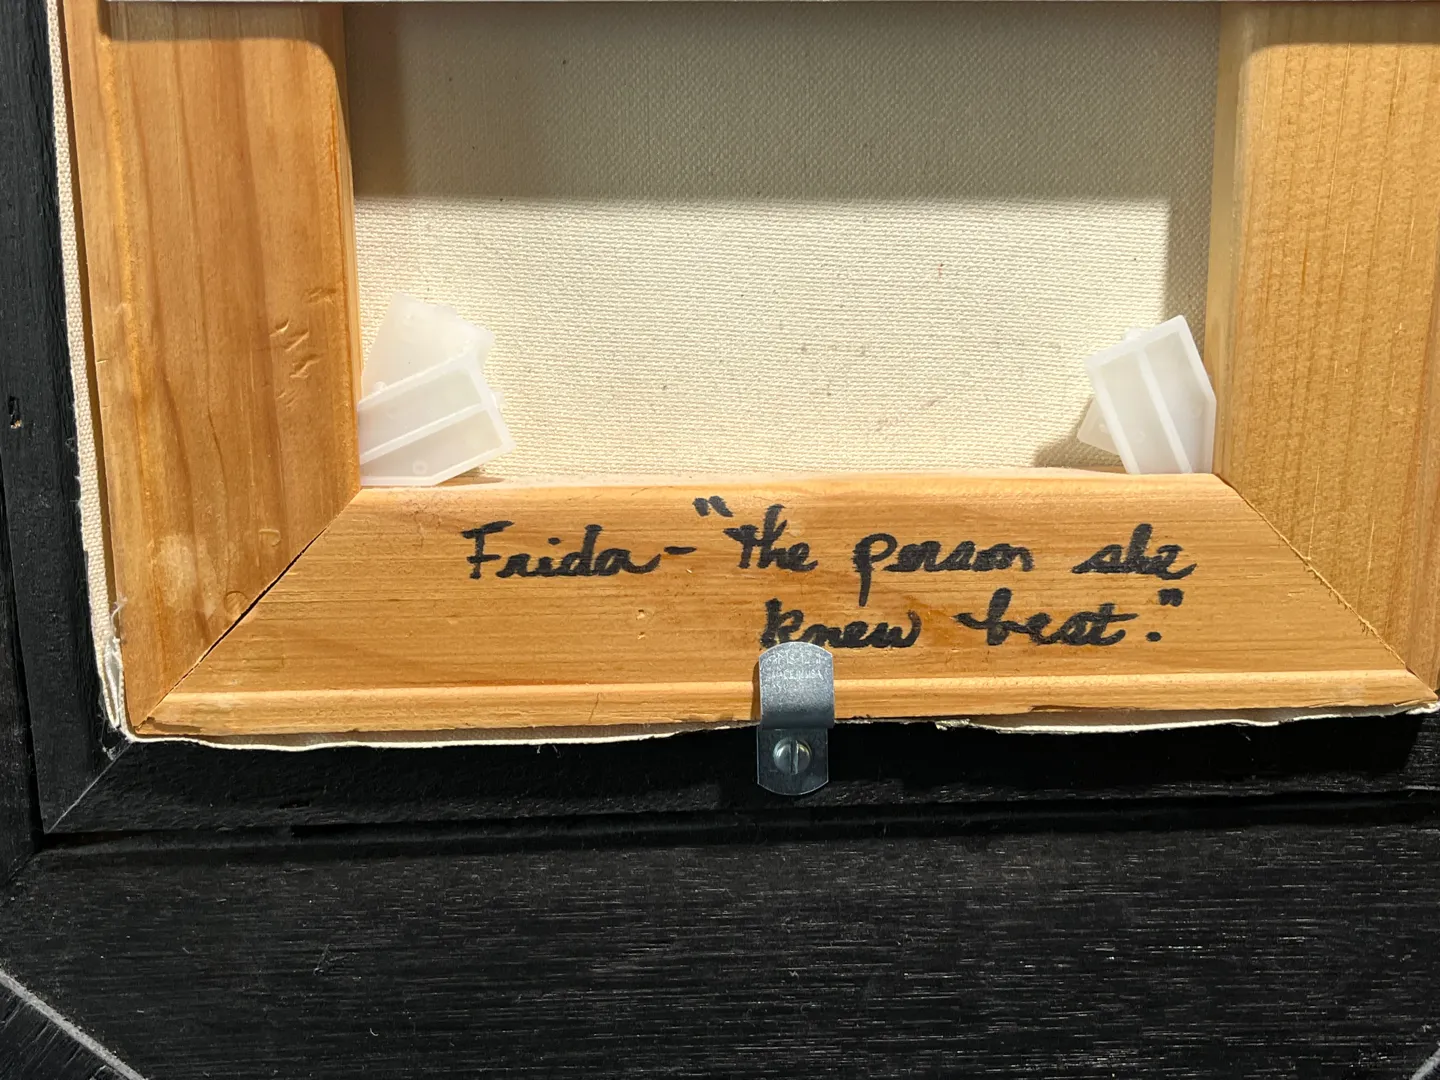 Frida - "The person she
knew best."